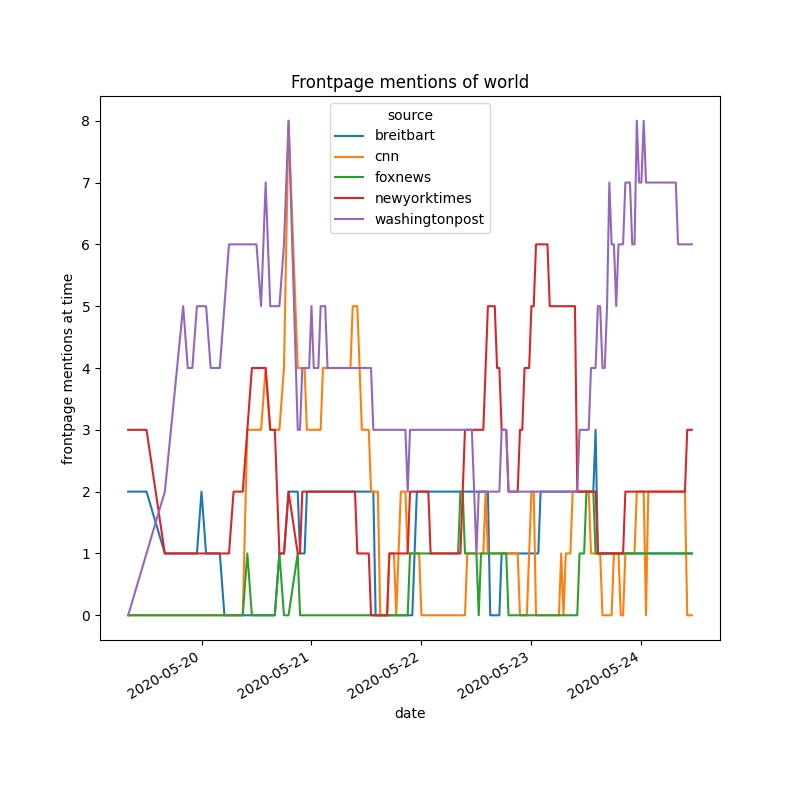 Frontpage mentions of world
source
breitbart
cnn
foxnews
newyorktimes
washingtonpost
frontpage mentions at time
8
7
6
5
4
3
2
1
0
2020-05-20
2020-05-21
2020-05-22
2020-05-23
2020-05-24
date